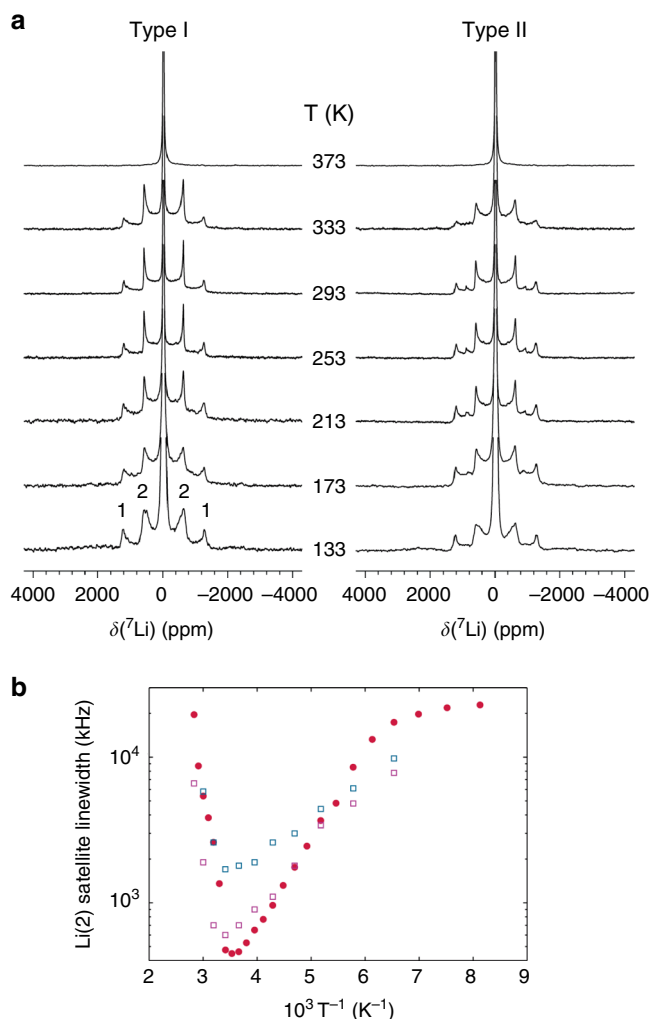 a
Type I
Type II
T (K)
373
333
293
253
213
173
133
1 2 2 1
4000 2000 0 −2000 −4000
4000 2000 0 −2000 −4000
δ(⁷Li) (ppm)
δ(⁷Li) (ppm)
b
Li(2) satellite linewidth (kHz)
10⁴
10³
2 3 4 5 6 7 8 9
10³ T⁻¹ (K⁻¹)